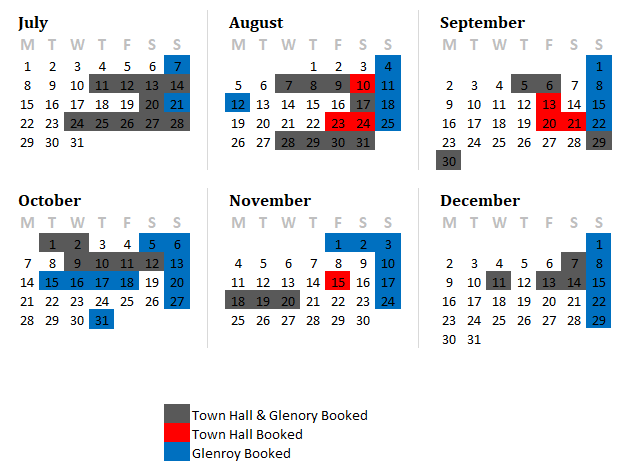 July
M T W T F S S
1 2 3 4 5 6 7
8 9 10 11 12 13 14
15 16 17 18 19 20 21
22 23 24 25 26 27 28
29 30 31
August
M T W T F S S
1 2 3 4
5 6 7 8 9 10 11
12 13 14 15 16 17 18
19 20 21 22 23 24 25
26 27 28 29 30 31
September
M T W T F S S
1
2 3 4 5 6 7 8
9 10 11 12 13 14 15
16 17 18 19 20 21 22
23 24 25 26 27 28 29
30
October
M T W T F S S
1 2 3 4 5 6
7 8 9 10 11 12 13
14 15 16 17 18 19 20
21 22 23 24 25 26 27
28 29 30 31
November
M T W T F S S
1 2 3
4 5 6 7 8 9 10
11 12 13 14 15 16 17
18 19 20 21 22 23 24
25 26 27 28 29 30
December
M T W T F S S
1
2 3 4 5 6 7 8
9 10 11 12 13 14 15
16 17 18 19 20 21 22
23 24 25 26 27 28 29
30 31
Town Hall & Glenory Booked
Town Hall Booked
Glenroy Booked